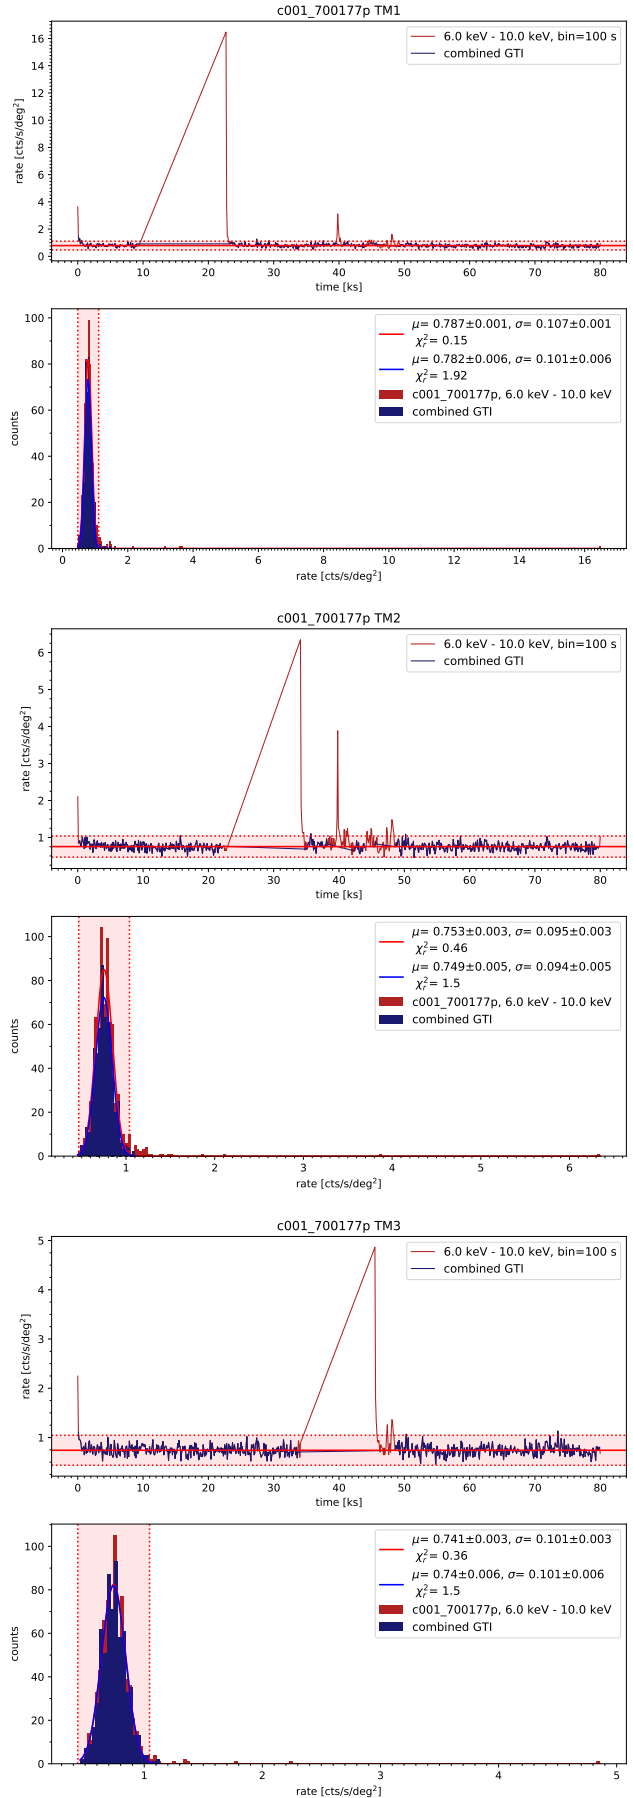 c001_700177p TM1
6.0 keV - 10.0 keV, bin=100 s
combined GTI
rate [cts/s/deg²]
16
14
12
10
8
6
4
2
0
0 10 20 30 40 50 60 70 80
time [ks]
μ= 0.787±0.001, σ= 0.107±0.001
χ²ᵣ= 0.15
μ= 0.782±0.006, σ= 0.101±0.006
χ²ᵣ= 1.92
c001_700177p, 6.0 keV - 10.0 keV
combined GTI
counts
100
80
60
40
20
0
0 2 4 6 8 10 12 14 16
rate [cts/s/deg²]
c001_700177p TM2
6.0 keV - 10.0 keV, bin=100 s
combined GTI
rate [cts/s/deg²]
6
5
4
3
2
1
0 10 20 30 40 50 60 70 80
time [ks]
μ= 0.753±0.003, σ= 0.095±0.003
χ²ᵣ= 0.46
μ= 0.749±0.005, σ= 0.094±0.005
χ²ᵣ= 1.5
c001_700177p, 6.0 keV - 10.0 keV
combined GTI
counts
100
80
60
40
20
0
1 2 3 4 5 6
rate [cts/s/deg²]
c001_700177p TM3
6.0 keV - 10.0 keV, bin=100 s
combined GTI
rate [cts/s/deg²]
5
4
3
2
1
0 10 20 30 40 50 60 70 80
time [ks]
μ= 0.741±0.003, σ= 0.101±0.003
χ²ᵣ= 0.36
μ= 0.74±0.006, σ= 0.101±0.006
χ²ᵣ= 1.5
c001_700177p, 6.0 keV - 10.0 keV
combined GTI
counts
100
80
60
40
20
0
1 2 3 4 5
rate [cts/s/deg²]